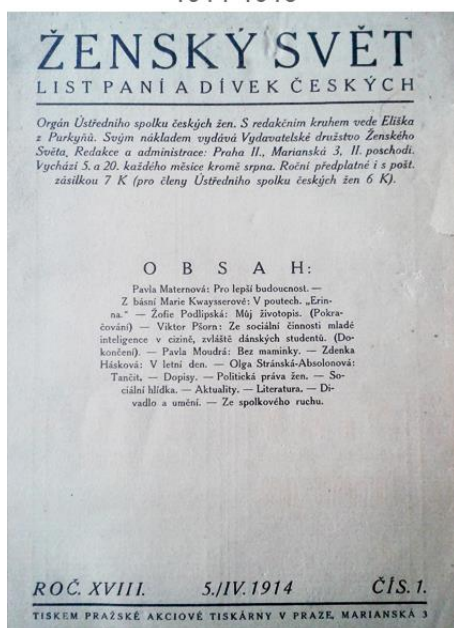 ŽENSKÝ SVĚT
LIST PANÍ A DÍVEK ČESKÝCH
Orgán Ústředního spolku českých žen. S redakčním kruhem vede Eliška
z Purkyňů. Svým nákladem vydává Vydavatelské družstvo Ženského
Světa, Redakce a administrace: Praha II., Marianská 3, II. poschodí.
Vychází 5. a 20. každého měsíce kromě srpna. Roční předplatné i s pošt.
zásilkou 7 K (pro členy Ústředního spolku českých žen 6 K).
OBSAH:
Pavla Maternová: Pro lepší budoucnost. —
Z básní Marie Kwaysserové: V poutech. „Erin-
na.“ — Žofie Podlipská: Můj životopis. (Pokra-
čování) — Viktor Pšorn: Ze sociální činnosti mladé
inteligence v cizině, zvláště dánských studentů. (Do-
končení). — Pavla Moudrá: Bez maminky. — Zdenka
Hásková: V letní den. — Olga Stránská-Absolonová:
Tančit. — Dopisy. — Politická práva žen. — So-
ciální hlídka. — Aktuality. — Literatura. — Di-
vadlo a umění. — Ze spolkového ruchu.
ROČ. XVIII. 5./IV. 1914 ČÍS. 1.
TISKEM PRAŽSKÉ AKCIOVÉ TISKÁRNY V PRAZE, MARIANSKÁ 3